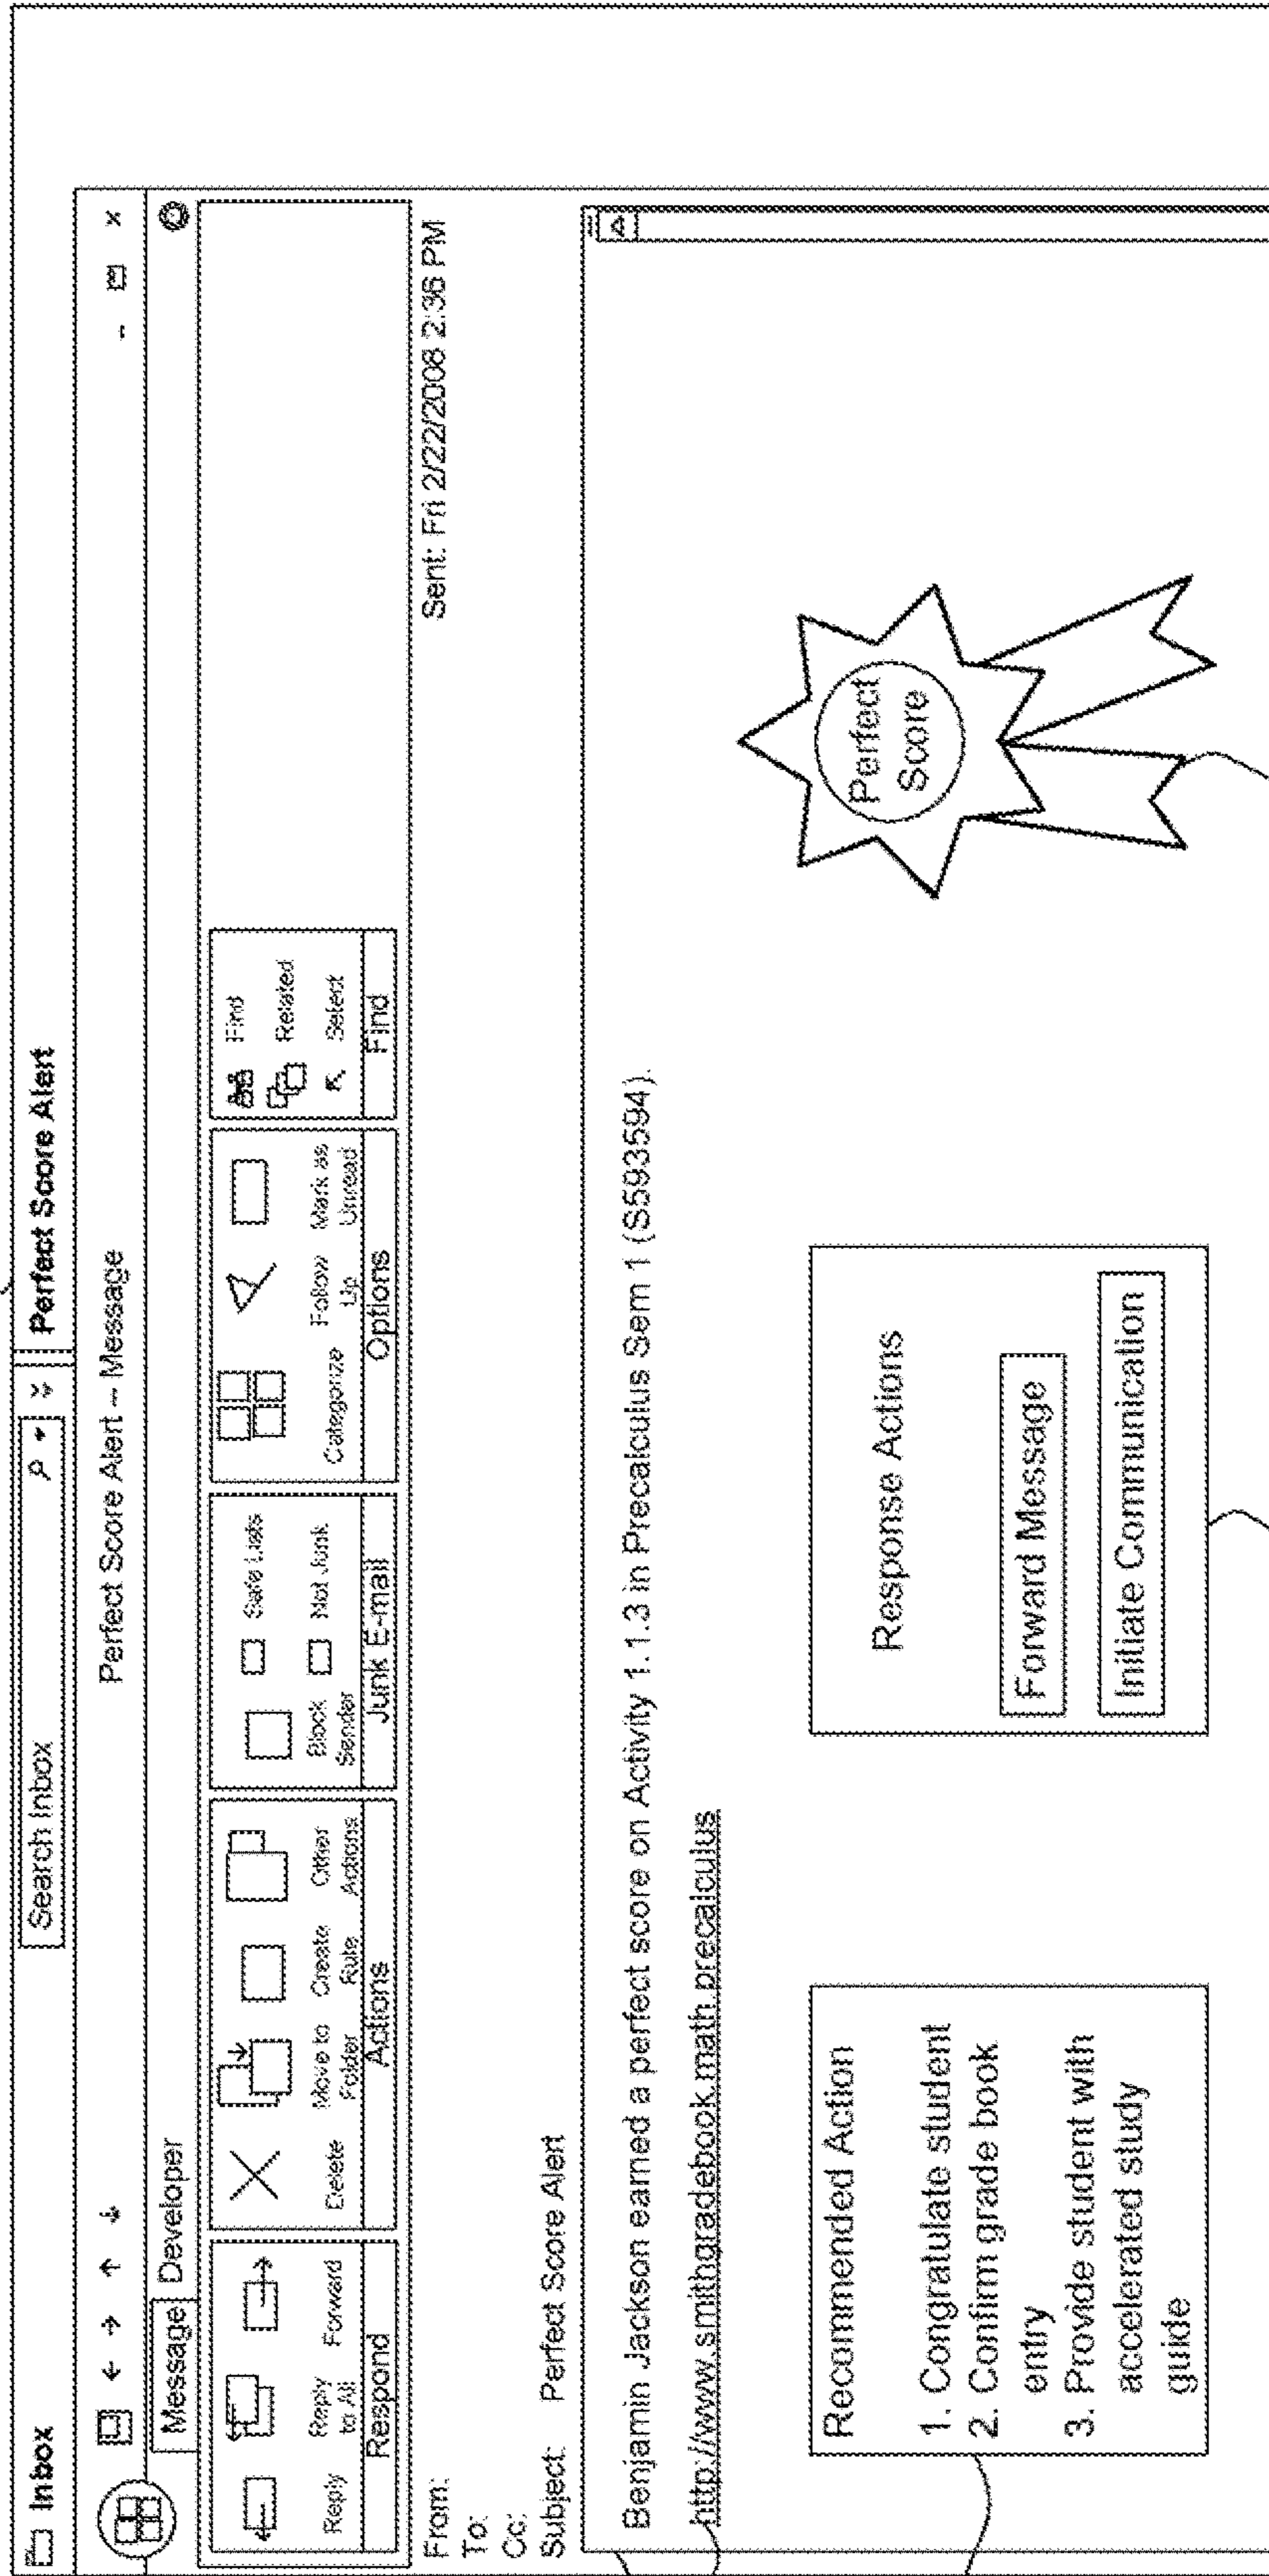 Inbox
Search Inbox
Perfect Score Alert
Perfect Score Alert – Message
Message Developer
Reply
Reply to All
Forward
Respond
Delete
Move to Folder
Create Rule
Other Actions
Actions
Block Sender
Safe Lists
Not Junk
Junk E-mail
Categorize
Follow Up
Mark as Unread
Options
Find
Related
Select
Find
From:
To:
Cc:
Subject: Perfect Score Alert
Sent: Fri 2/22/2008 2:36 PM
Benjamin Jackson earned a perfect score on Activity 1.1.3 in Precalculus Sem 1 (S593594).
http://www.smithgradebook.math.precalculus
Recommended Action
1. Congratulate student
2. Confirm grade book
entry
3. Provide student with
accelerated study
guide
Response Actions
Forward Message
Initiate Communication
Perfect
Score